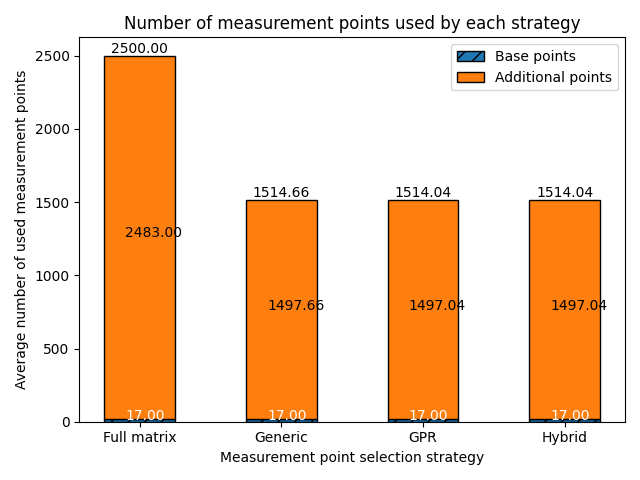 Number of measurement points used by each strategy
Average number of used measurement points
2500
2000
1500
1000
500
0
Base points
Additional points
2500.00
1514.66
1514.04
1514.04
2483.00
1497.66
1497.04
1497.04
17.00
17.00
17.00
17.00
Full matrix
Generic
GPR
Hybrid
Measurement point selection strategy